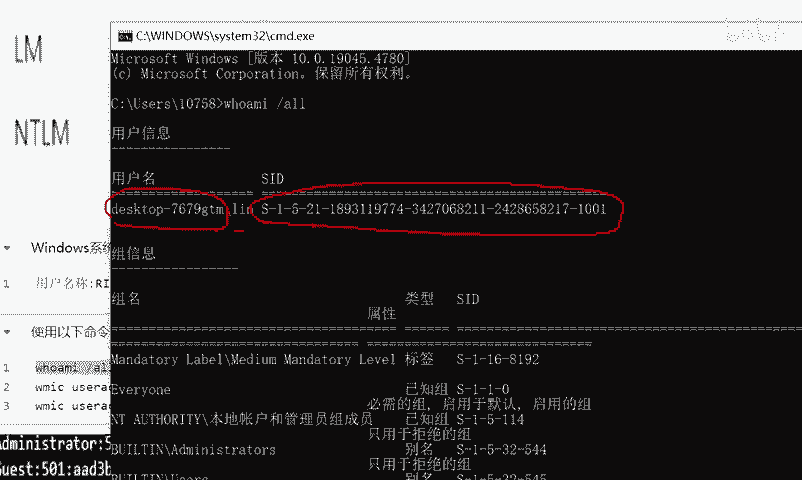 LM
NTLM
Windows系统
1 用户名称:RI
使用以下命令
1 whoami /al
2 wmic usera
3 wmic usera
Administrator:5
Guest:501:aad3b
C:\WINDOWS\system32\cmd.exe
Microsoft Windows [版本 10.0.19045.4780]
(c) Microsoft Corporation。保留所有权利。
C:\Users\10758>whoami /all
用户信息
----------------
用户名 SID
=================== =============================================
desktop-7679gtm\lin S-1-5-21-1893119774-3427068211-2428658217-1001
组信息
-----------------
组名 类型 SID
属性
====================================== ====== ============================================
===============================
Mandatory Label\Medium Mandatory Level 标签 S-1-16-8192
Everyone 已知组 S-1-1-0
必需的组, 启用于默认, 启用的组
NT AUTHORITY\本地帐户和管理员组成员 已知组 S-1-5-114
只用于拒绝的组
BUILTIN\Administrators 别名 S-1-5-32-544
只用于拒绝的组
BUILTIN\Users 别名 S-1-5-32-545